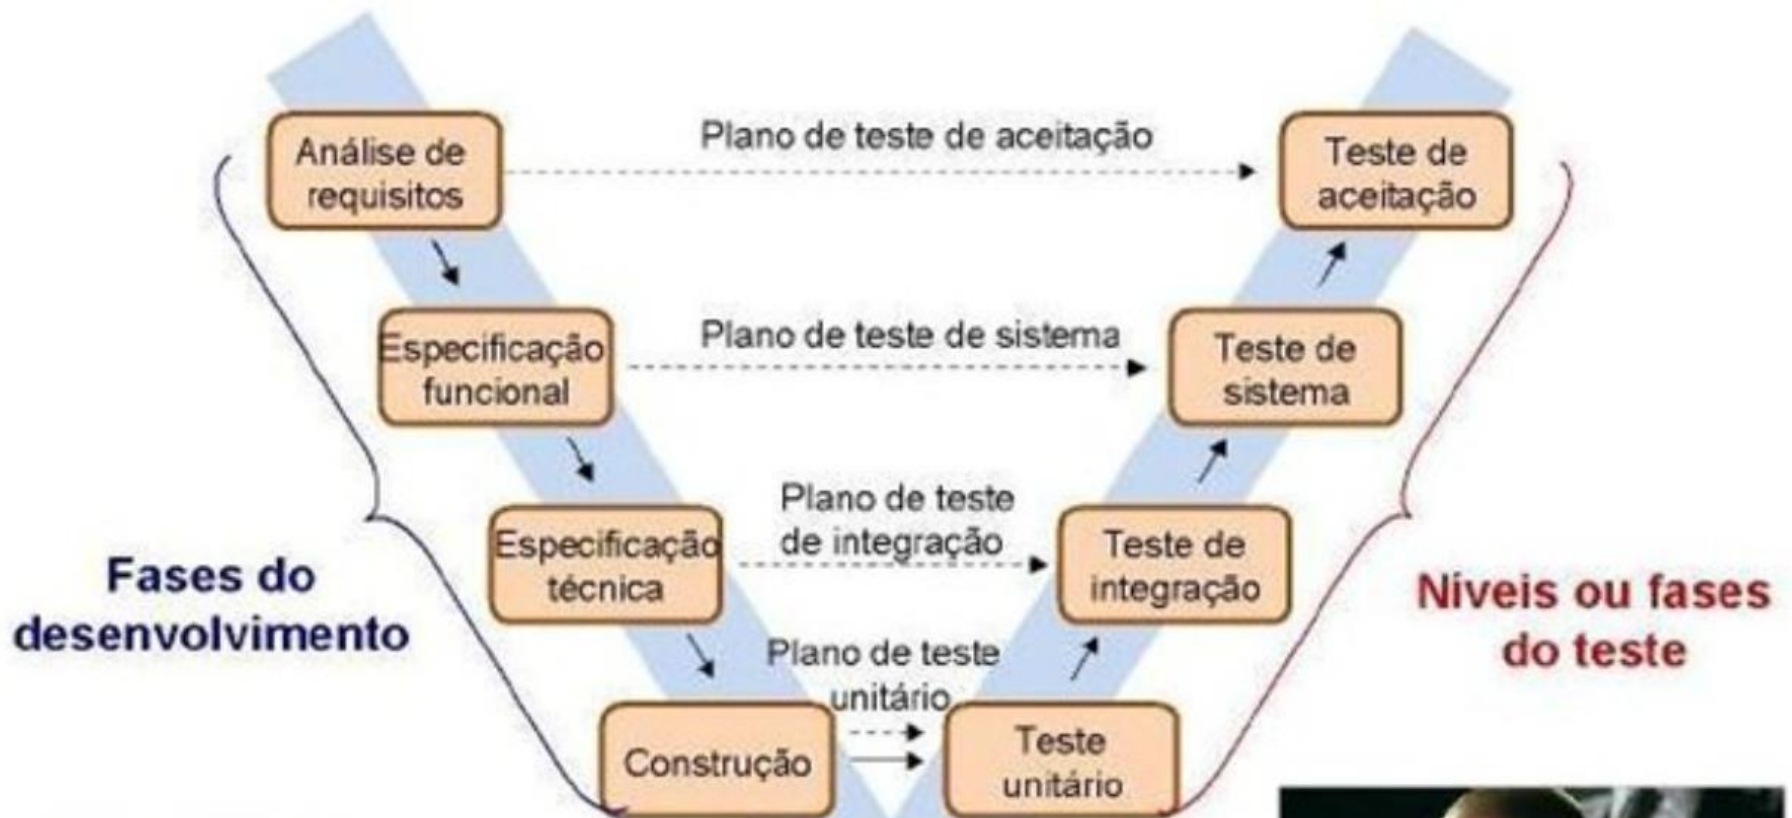 Plano de teste de aceitação
Análise de
requisitos
Teste de
aceitação
Plano de teste de sistema
Especificação
funcional
Teste de
sistema
Plano de teste
de integração
Especificação
técnica
Teste de
integração
Fases do
desenvolvimento
Níveis ou fases
do teste
Plano de teste
unitário
Construção
Teste
unitário